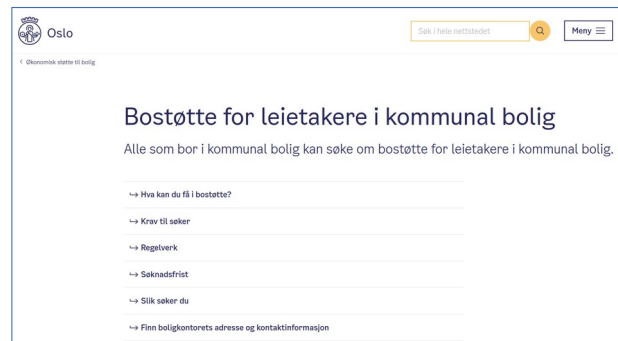 Oslo
Søk i hele nettstedet
Meny
Økonomisk støtte til bolig
Bostøtte for leietakere i kommunal bolig
Alle som bor i kommunal bolig kan søke om bostøtte for leietakere i kommunal bolig.
Hva kan du få i bostøtte?
Krav til søker
Regelverk
Søknadsfrist
Slik søker du
Finn boligkontorets adresse og kontaktinformasjon